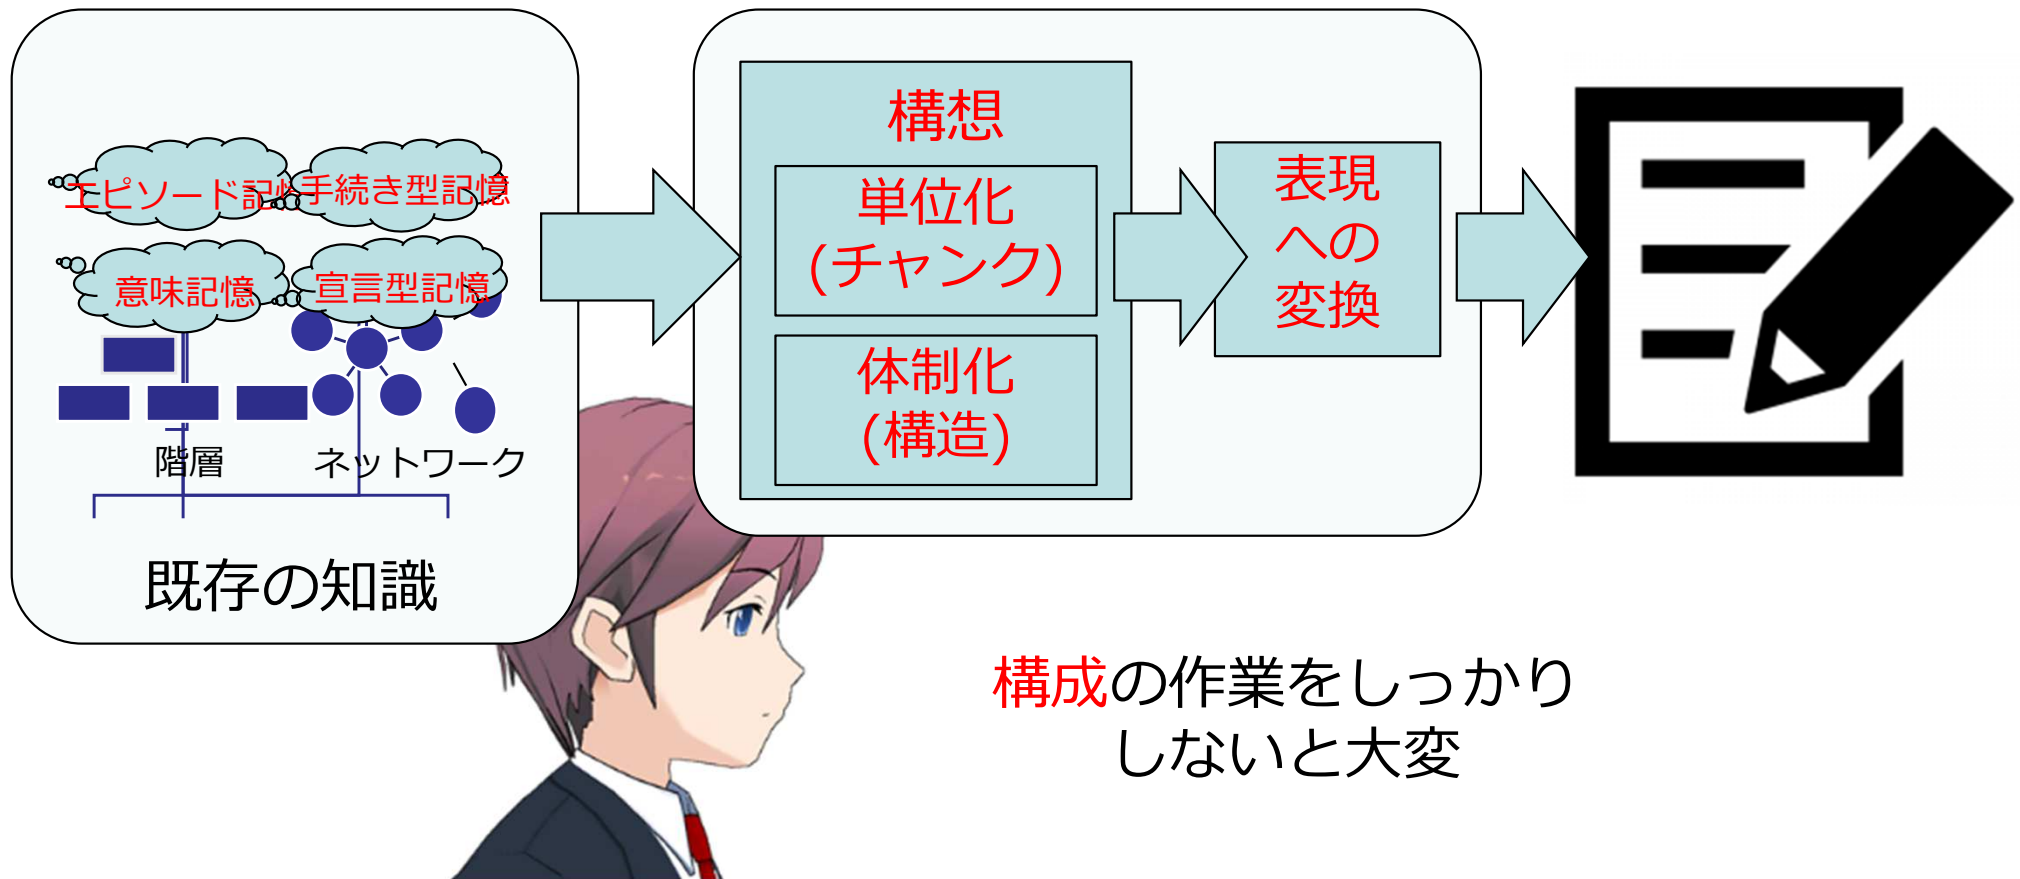 エピソード記憶
手続き型記憶
意味記憶
宣言型記憶
階層
ネットワーク
既存の知識
構想
単位化
(チャンク)
体制化
(構造)
表現
への
変換
構成の作業をしっかり
しないと大変